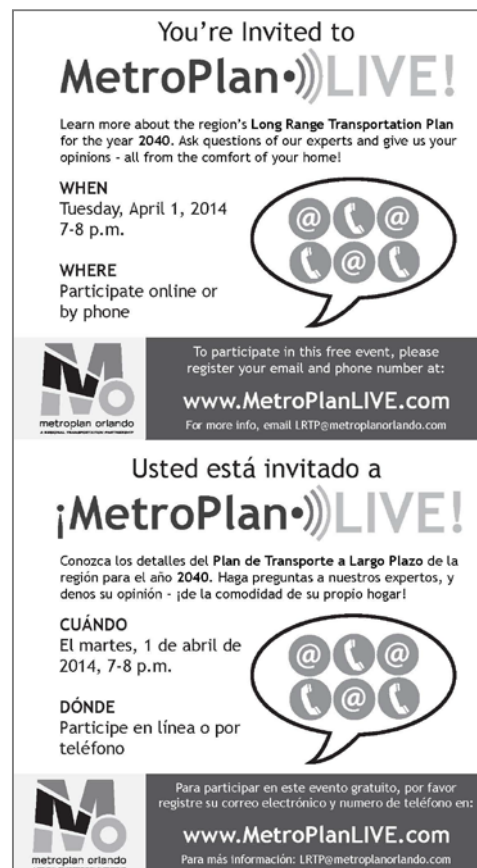 You're Invited to
MetroPlan LIVE!
Learn more about the region's Long Range Transportation Plan
for the year 2040. Ask questions of our experts and give us your
opinions - all from the comfort of your home!
WHEN
Tuesday, April 1, 2014
7-8 p.m.
WHERE
Participate online or
by phone
@ @
@
metroplan orlando
A REGIONAL TRANSPORTATION PARTNERSHIP
To participate in this free event, please
register your email and phone number at:
www.MetroPlanLIVE.com
For more info, email LRTP@metroplanorlando.com
Usted está invitado a
¡MetroPlan LIVE!
Conozca los detalles del Plan de Transporte a Largo Plazo de la
región para el año 2040. Haga preguntas a nuestros expertos, y
denos su opinión - ¡de la comodidad de su propio hogar!
CUÁNDO
El martes, 1 de abril de
2014, 7-8 p.m.
DÓNDE
Participe en línea o por
teléfono
@ @
@
metroplan orlando
Para participar en este evento gratuito, por favor
registre su correo electrónico y numero de teléfono en:
www.MetroPlanLIVE.com
Para más información: LRTP@metroplanorlando.com